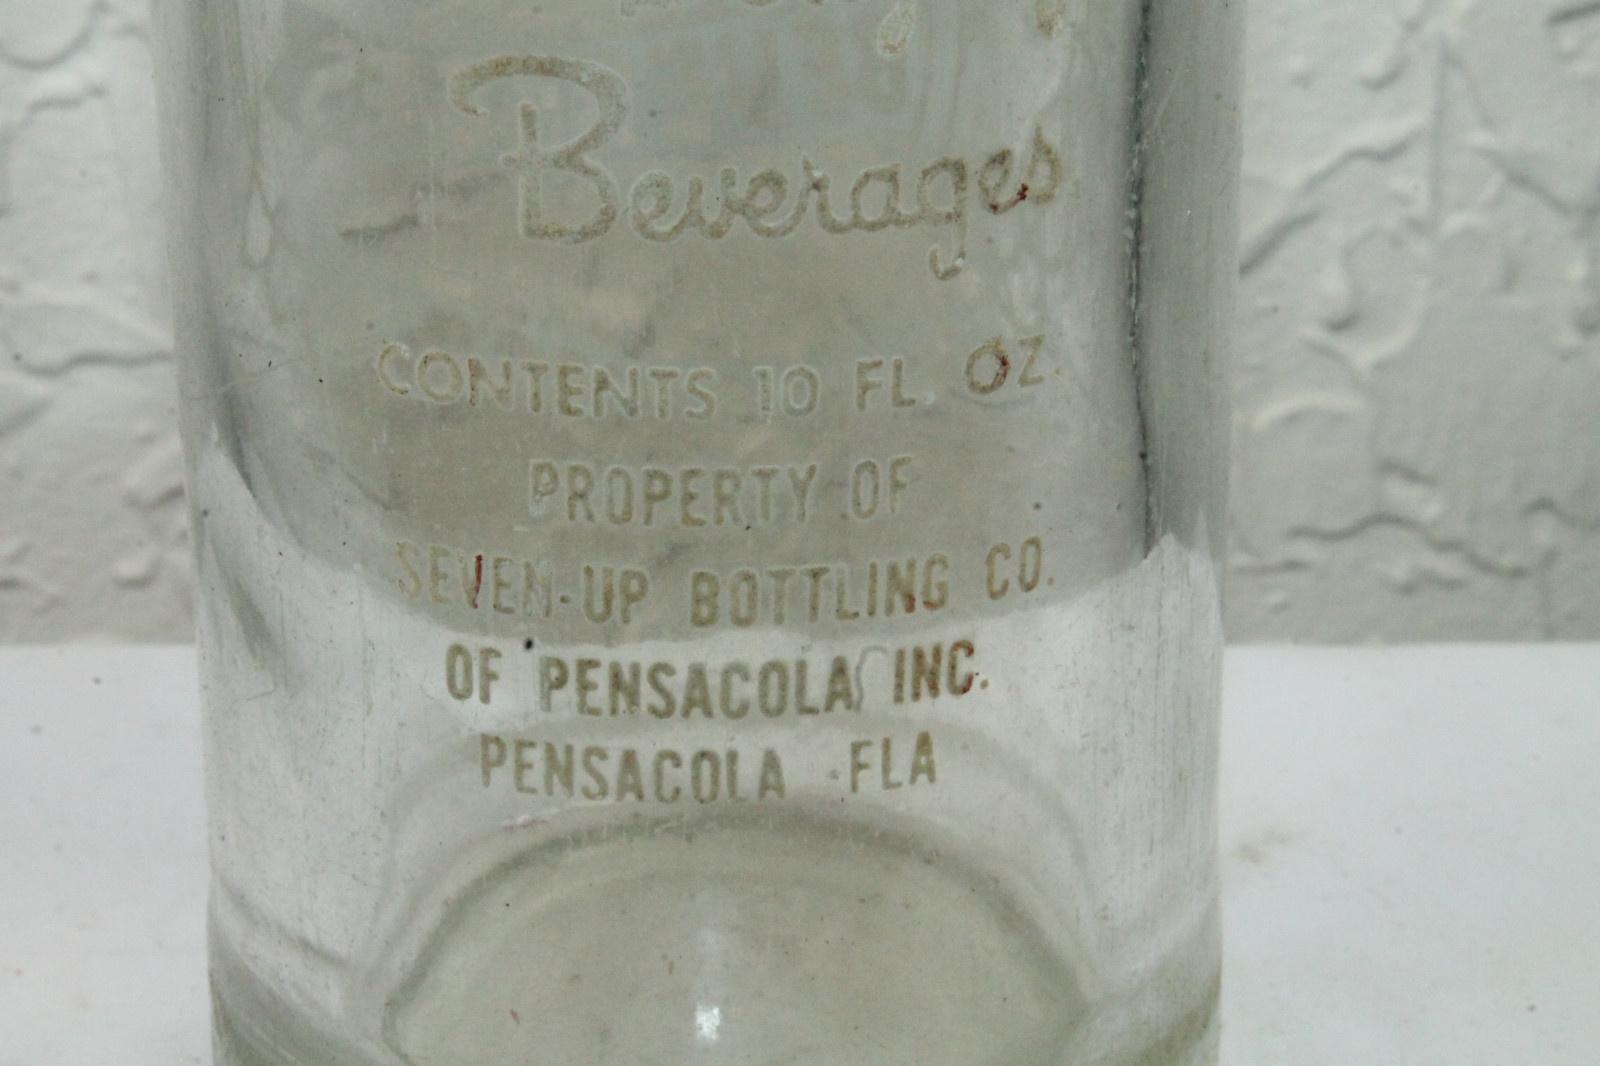 Beverages
CONTENTS 10 FL. OZ.
PROPERTY OF
SEVEN-UP BOTTLING CO.
OF PENSACOLA INC.
PENSACOLA FLA